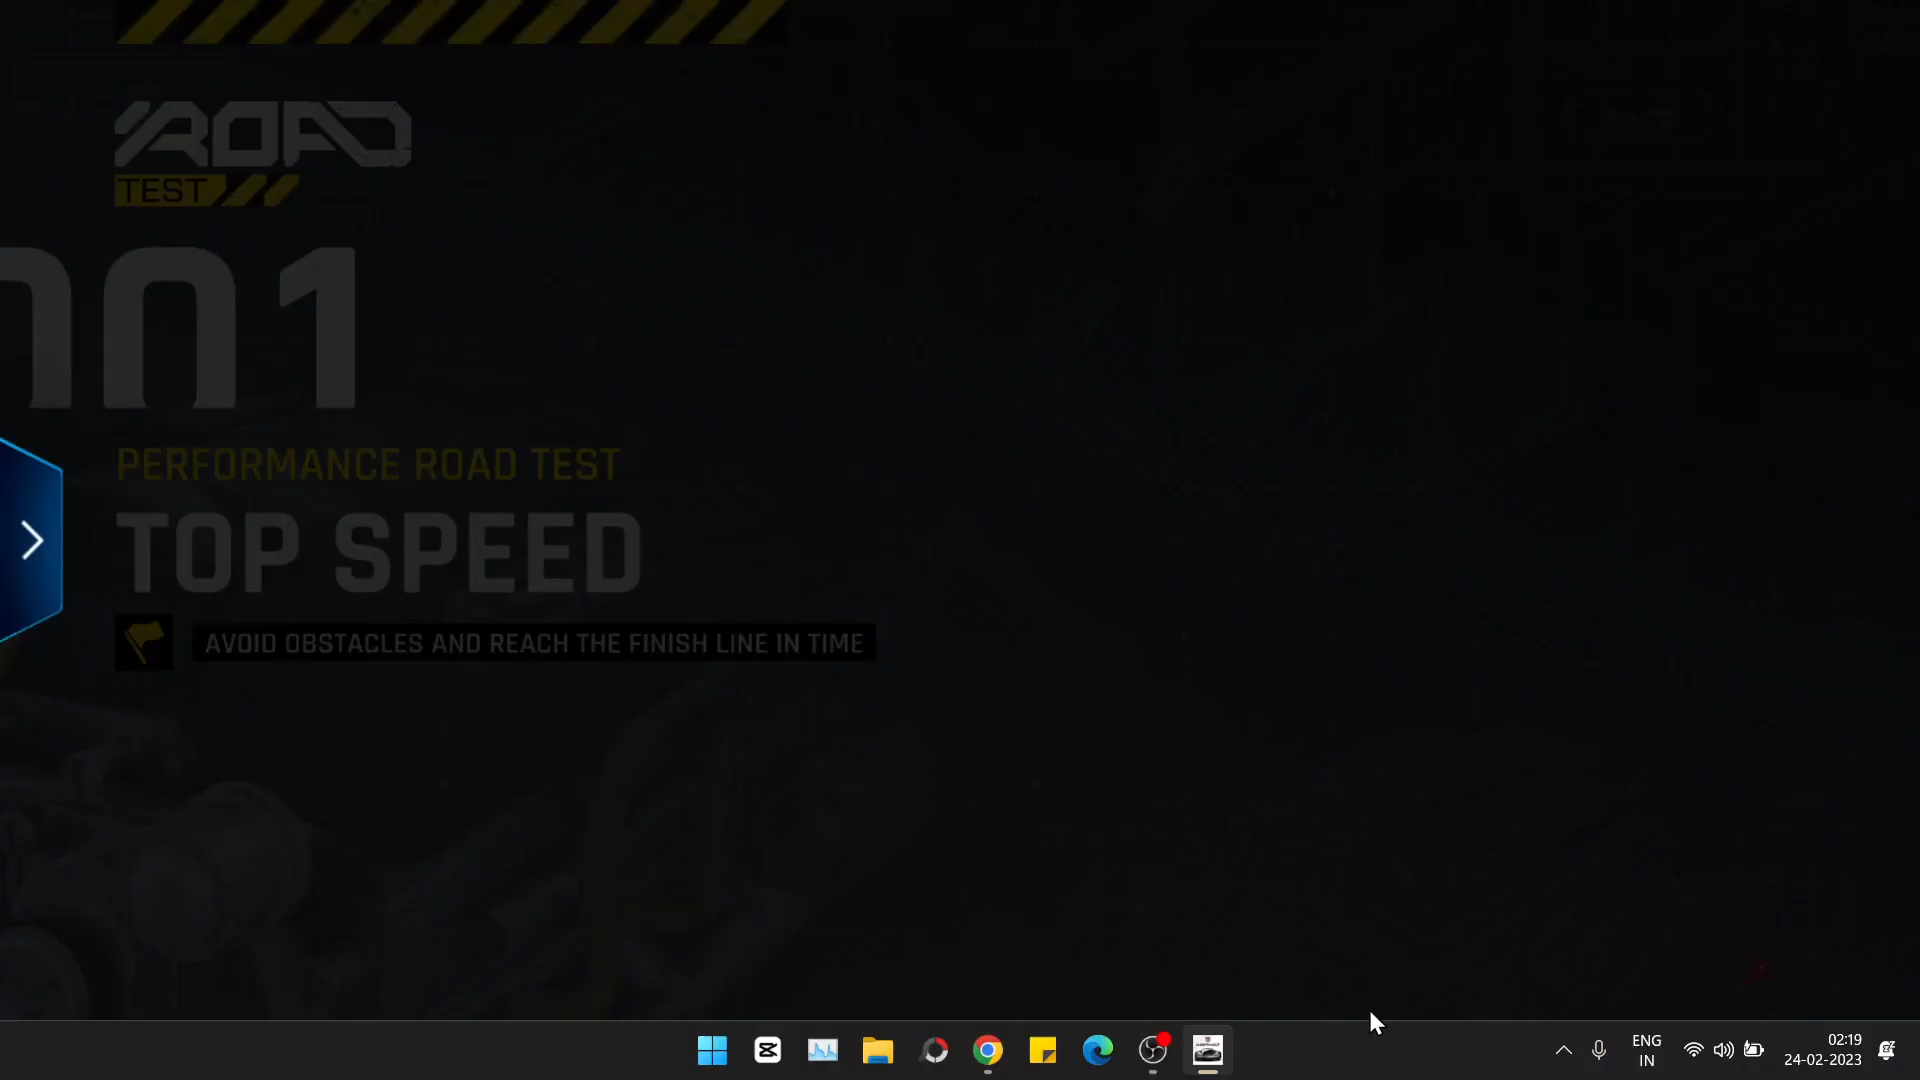 ROAD
TEST
001
PERFORMANCE ROAD TEST
TOP SPEED
AVOID OBSTACLES AND REACH THE FINISH LINE IN TIME
ENG
IN
02:19
24-02-2023